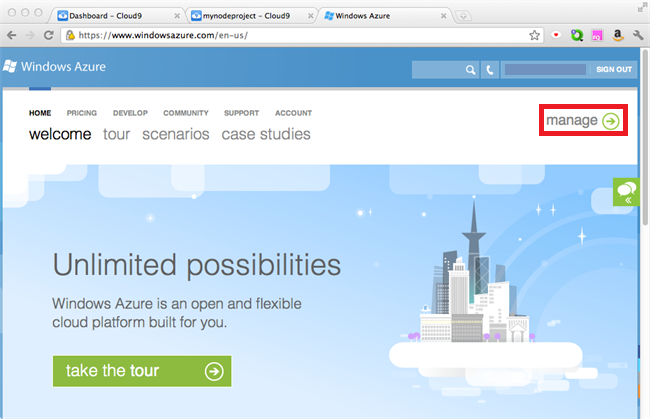 Dashboard - Cloud9
mynodeproject - Cloud9
Windows Azure
https://www.windowsazure.com/en-us/
Windows Azure
SIGN OUT
HOME PRICING DEVELOP COMMUNITY SUPPORT ACCOUNT
welcome tour scenarios case studies
manage
Unlimited possibilities
Windows Azure is an open and flexible
cloud platform built for you.
take the tour